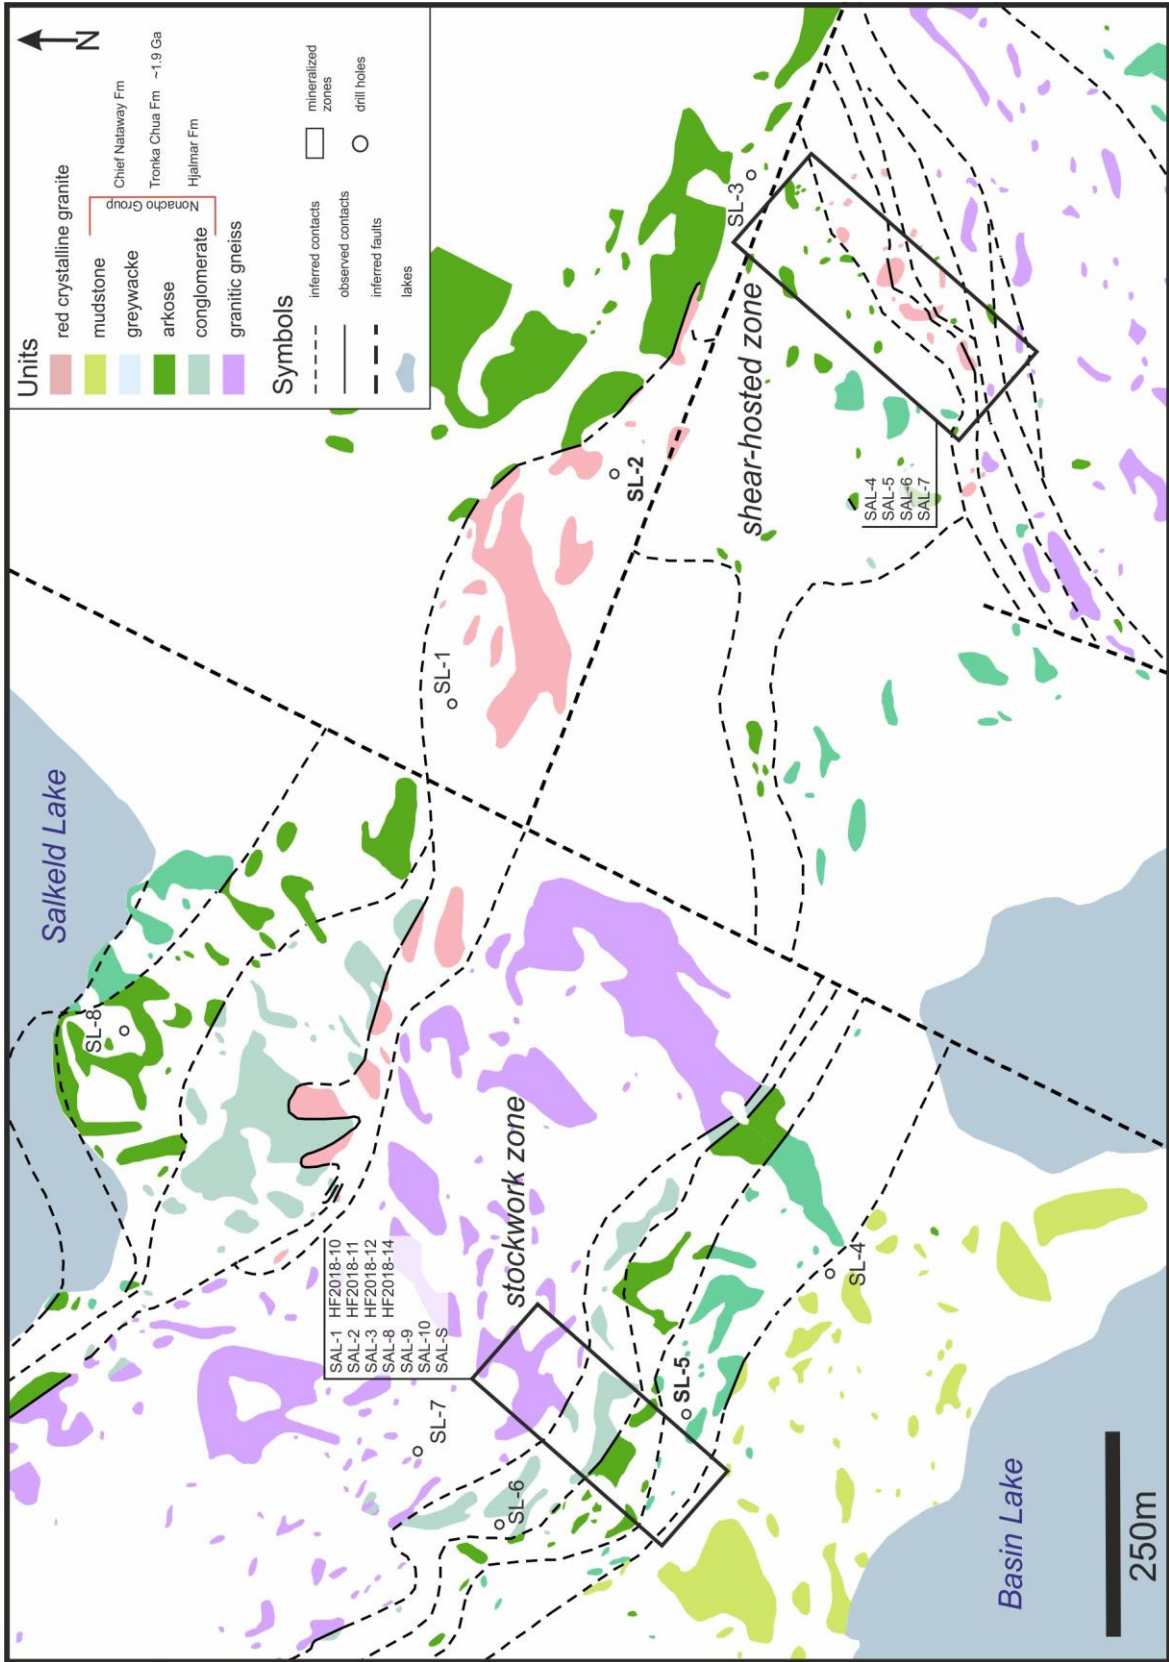 Units
red crystalline granite
mudstone
greywacke
arkose
conglomerate
granitic gneiss
Nonacho Group
Chief Nataway Fm
Tronka Chua Fm ~1.9 Ga
Hjalmar Fm
N
Symbols
inferred contacts
observed contacts
inferred faults
lakes
mineralized
zones
drill holes
Salkeld Lake
SL-8
SL-1
SL-2
SL-3
shear-hosted zone
SAL-4
SAL-5
SAL-6
SAL-7
SAL-1 HF2018-10
SAL-2 HF2018-11
SAL-3 HF2018-12
SAL-8 HF2018-14
SAL-9
SAL-10
SAL-S
stockwork zone
SL-7
SL-6
SL-5
SL-4
Basin Lake
250m